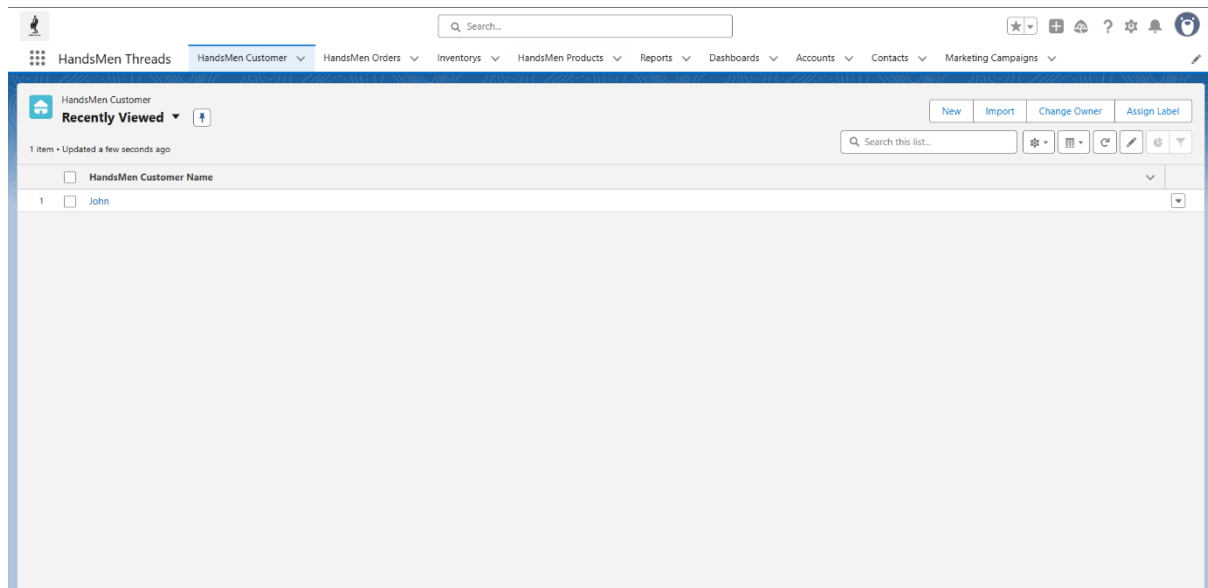 Search...
HandsMen Threads HandsMen Customer HandsMen Orders Inventorys HandsMen Products Reports Dashboards Accounts Contacts Marketing Campaigns
HandsMen Customer
Recently Viewed
New Import Change Owner Assign Label
1 item • Updated a few seconds ago
Search this list...
HandsMen Customer Name
1 John